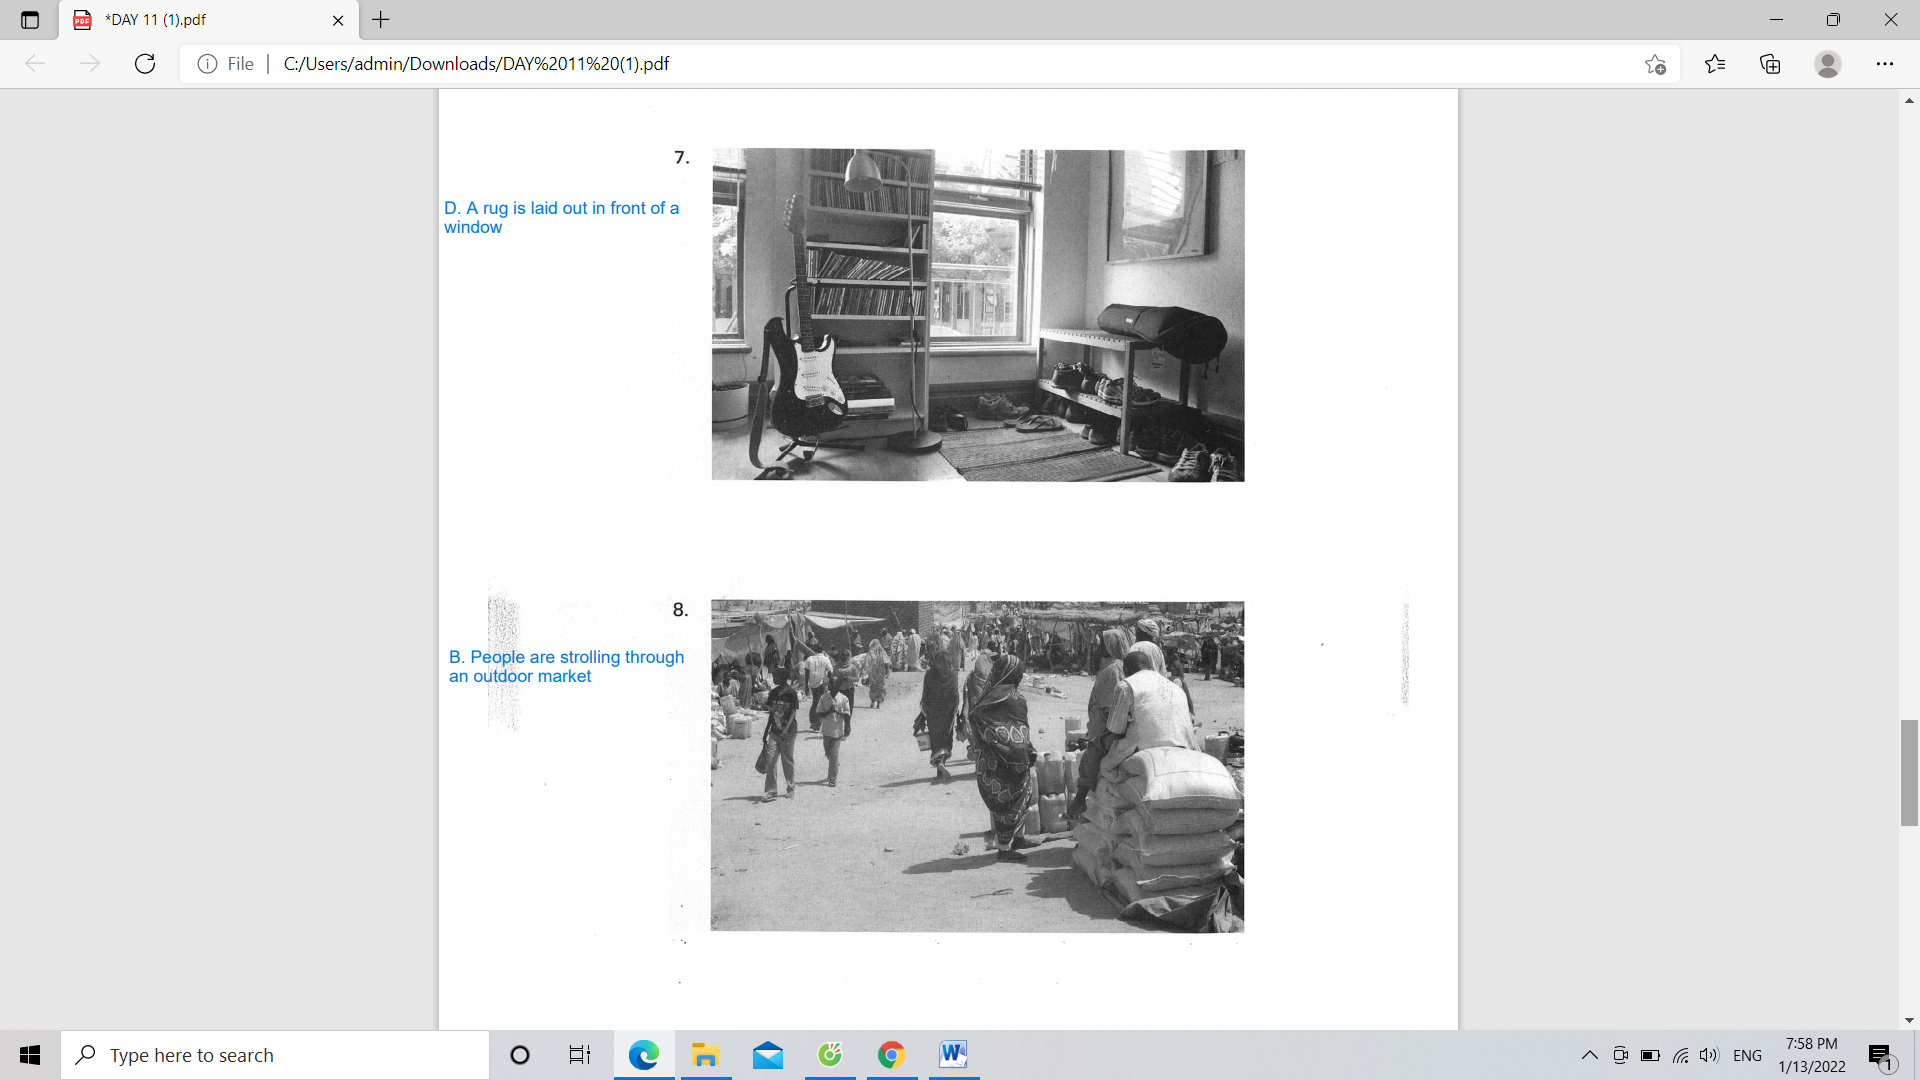 *DAY 11 (1).pdf
File
C:/Users/admin/Downloads/DAY%2011%20(1).pdf
7.
D. A rug is laid out in front of a
window
8.
B. People are strolling through
an outdoor market
Type here to search
ENG
7:58 PM
1/13/2022
1